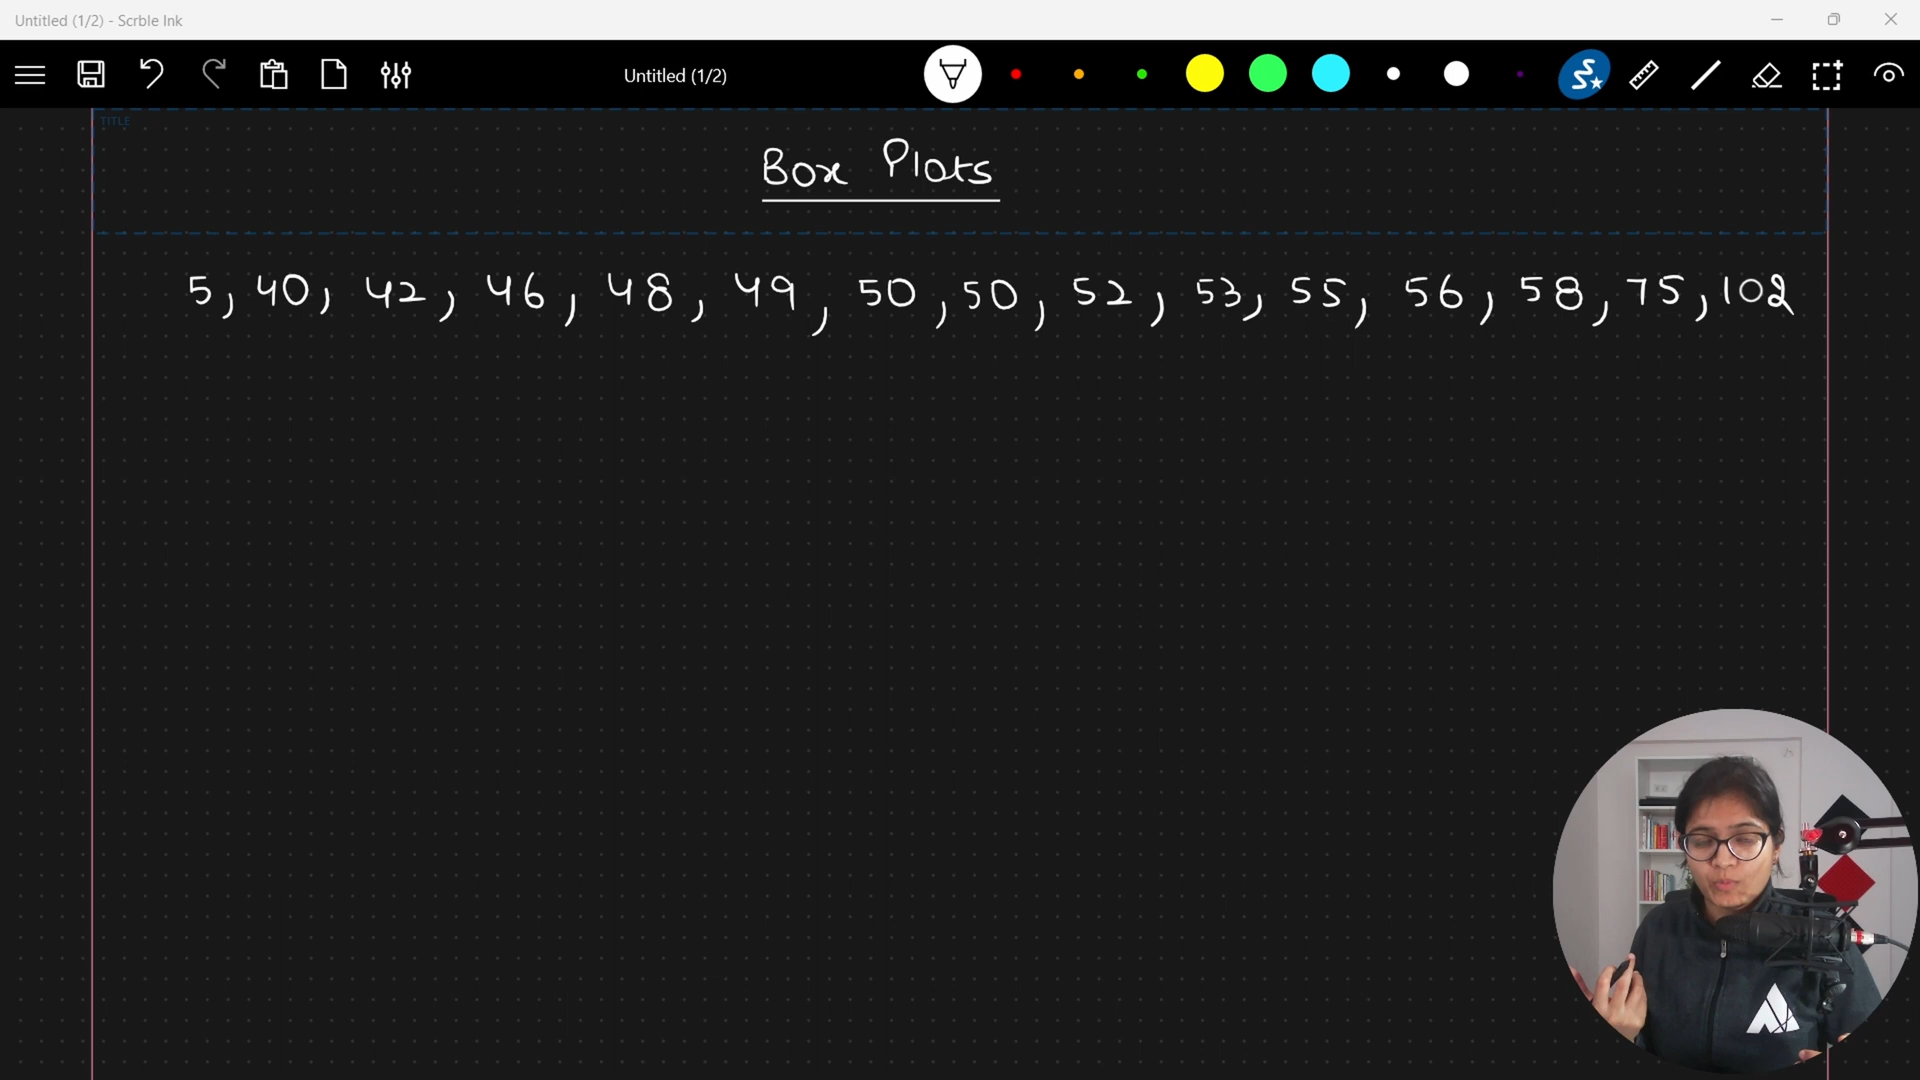 Untitled (1/2) - Scrble Ink
Untitled (1/2)
TITLE
Box Plots
5, 40, 42, 46, 48, 49, 50, 50, 52, 53, 55, 56, 58, 75, 102